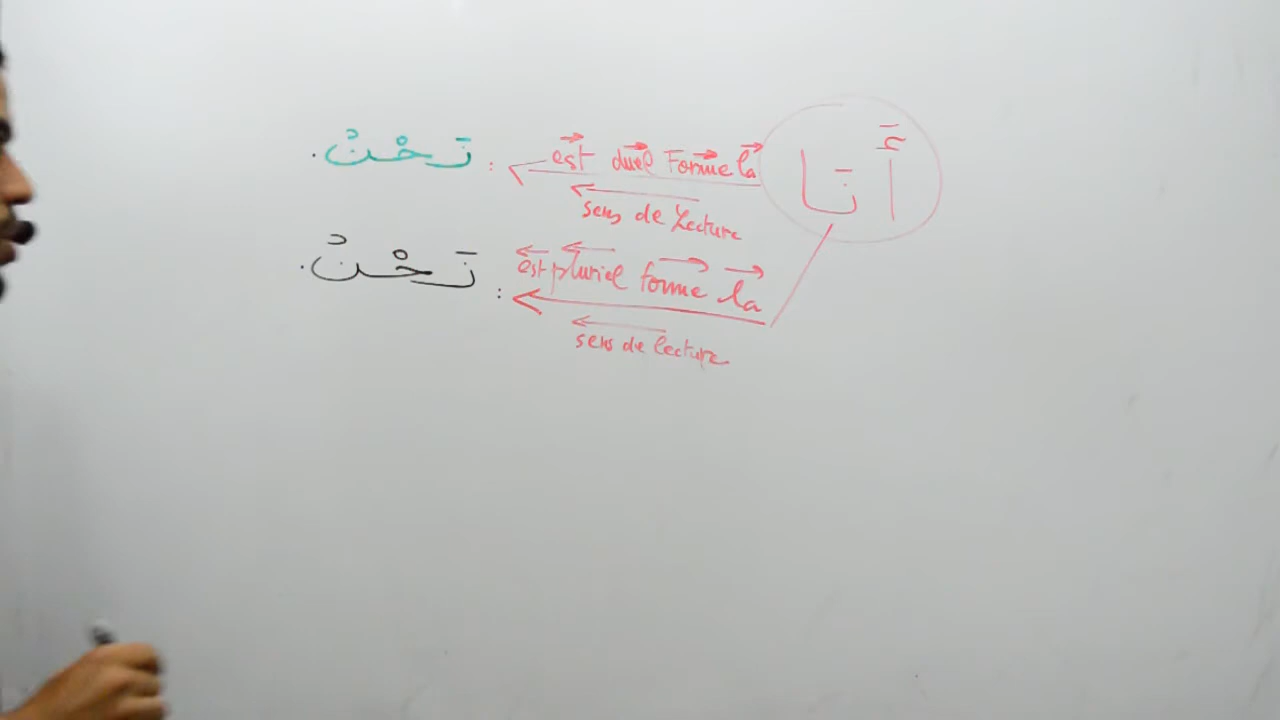 أَنَا
est duel Forme la : نَحْنُ.
sens de Lecture
est pluriel forme la : نَحْنُ.
sens de lecture